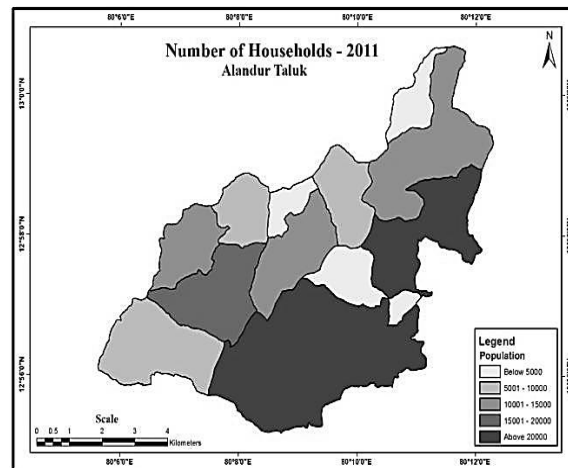 80°6'0"E 80°8'0"E 80°10'0"E 80°12'0"E
Number of Households - 2011
Alandur Taluk
N
13°0'0"N
12°58'0"N
12°56'0"N
Legend
Population
Below 5000
5001 - 10000
10001 - 15000
15001 - 20000
Above 20000
Scale
0 0.5 1 2 3 4
Kilometers
80°6'0"E 80°8'0"E 80°10'0"E 80°12'0"E